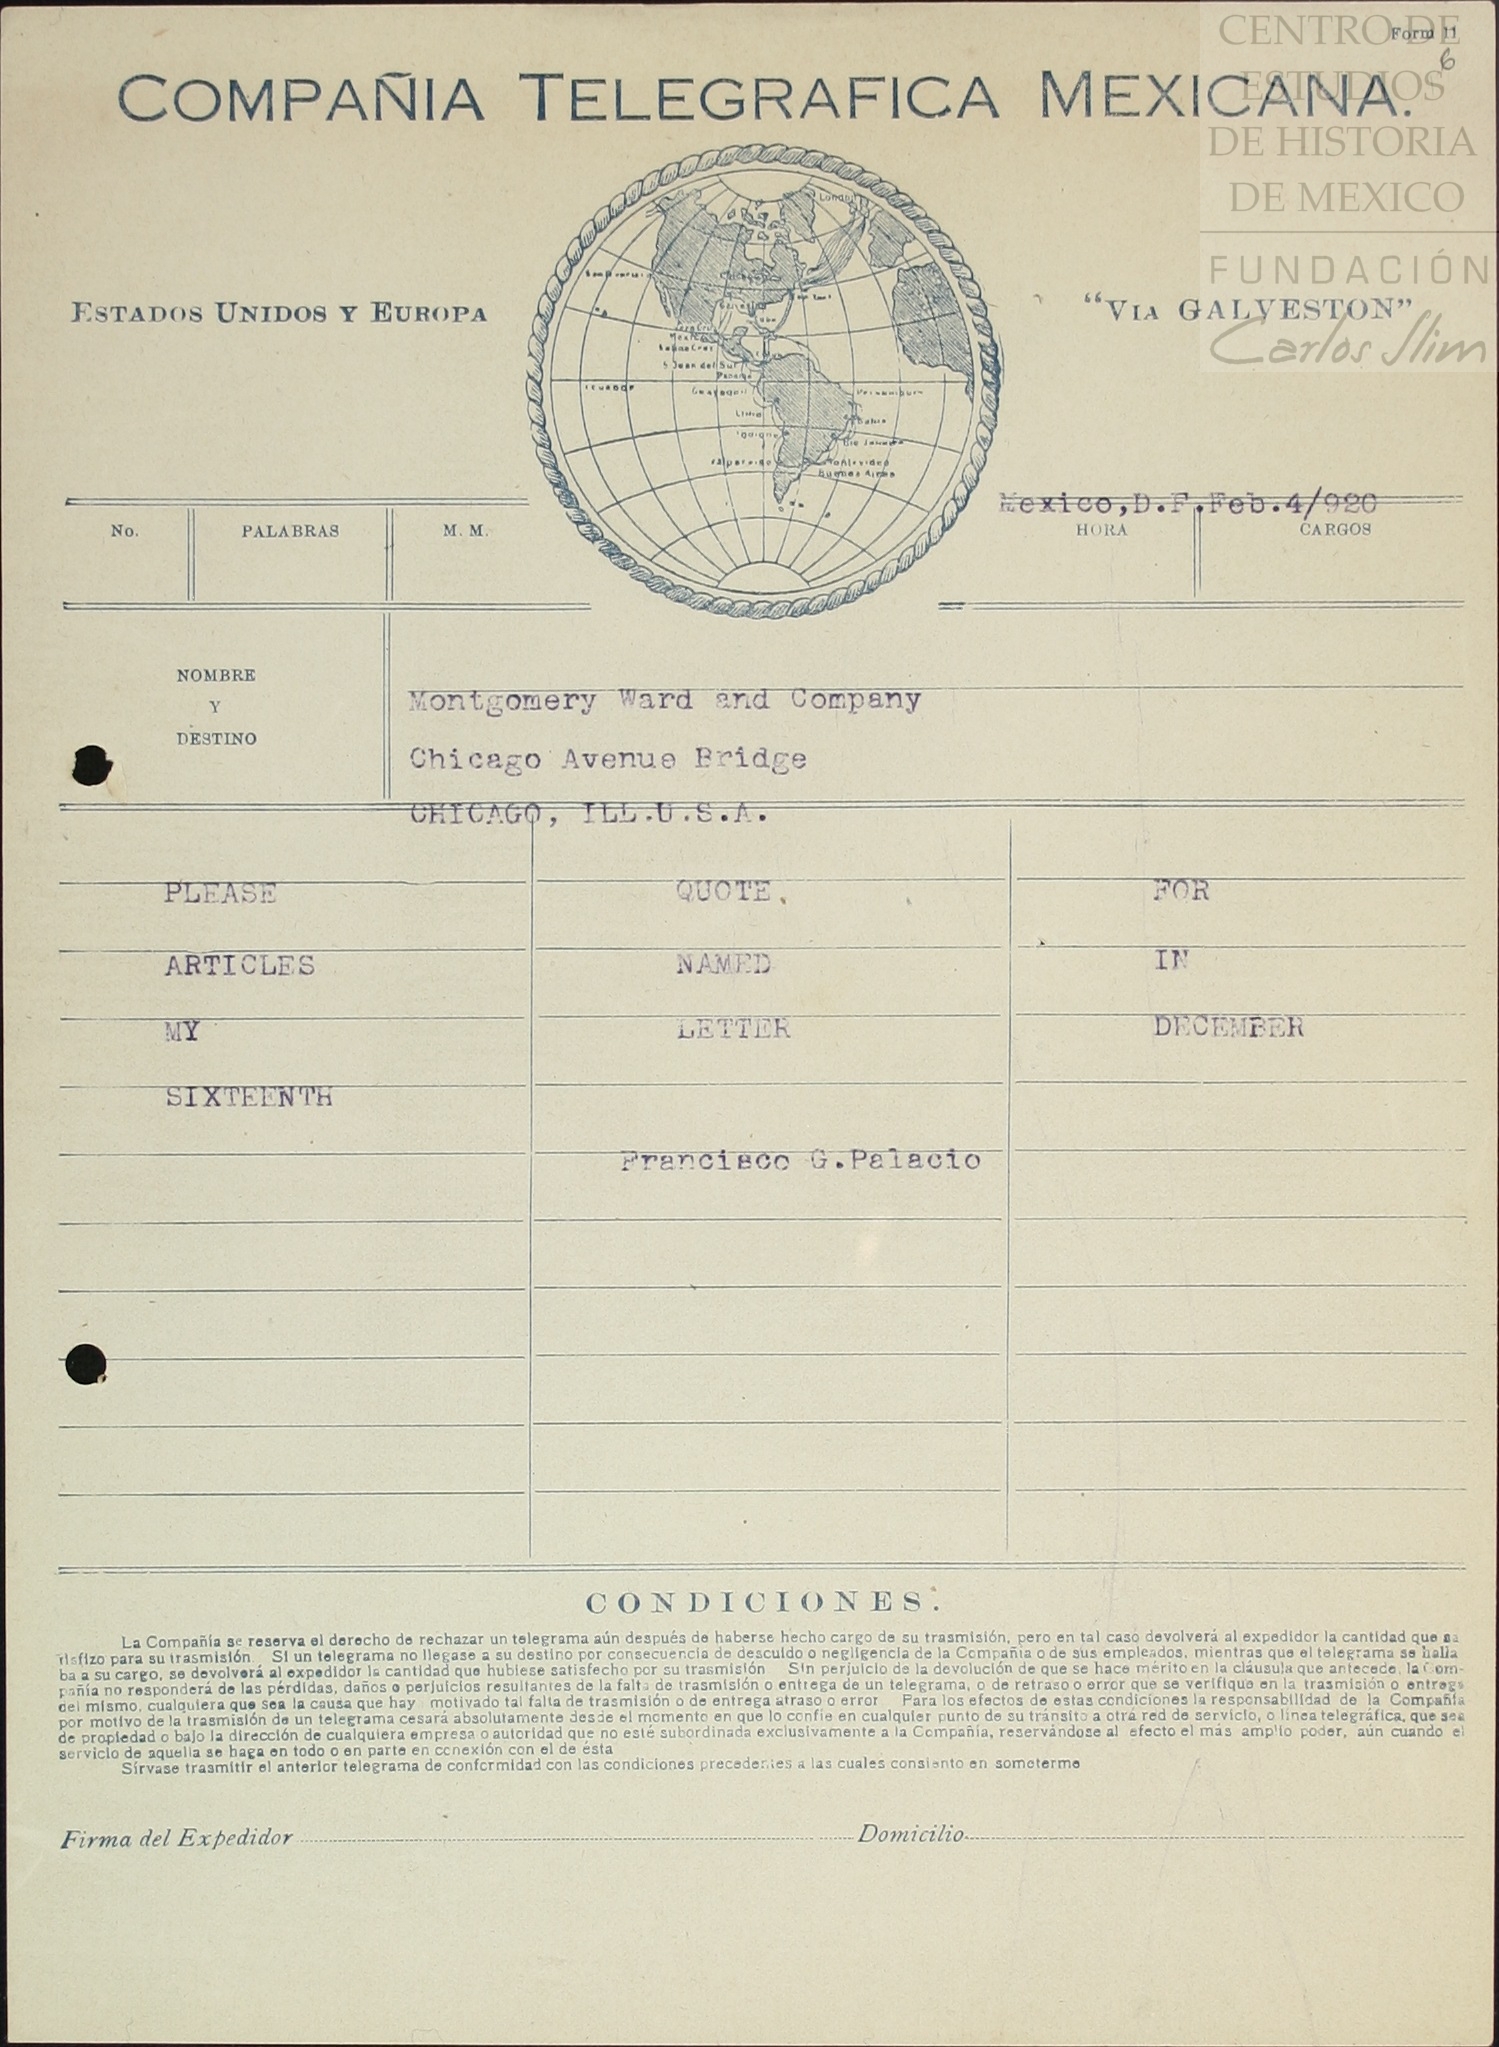 Form 11
6
COMPAÑIA TELEGRAFICA MEXICANA.
CENTRO DE
ESTUDIOS
DE HISTORIA
DE MEXICO
FUNDACIÓN
Carlos Slim
ESTADOS UNIDOS Y EUROPA
"VIA GALVESTON"
Mexico,D.F.Feb.4/920
No. PALABRAS M. M. HORA CARGOS
NOMBRE
Y
DESTINO
Montgomery Ward and Company
Chicago Avenue Bridge
CHICAGO, ILL.U.S.A.
PLEASE QUOTE FOR
ARTICLES NAMED IN
MY LETTER DECEMBER
SIXTEENTH
Francisco G.Palacio
CONDICIONES.
La Compañía se reserva el derecho de rechazar un telegrama aún después de haberse hecho cargo de su trasmisión, pero en tal caso devolverá al expedidor la cantidad que sa
tisfizo para su trasmisión. Si un telegrama no llegase a su destino por consecuencia de descuido o negligencia de la Compañía o de sus empleados, mientras que el telegrama se halla
ba a su cargo, se devolverá al expedidor la cantidad que hubiese satisfecho por su trasmisión Sin perjuicio de la devolución de que se hace mérito en la cláusula que antecede, la Com-
pañía no responderá de las pérdidas, daños o perjuicios resultantes de la falta de trasmisión o entrega de un telegrama, o de retraso o error que se verifique en la trasmisión o entrega
del mismo, cualquiera que sea la causa que hay motivado tal falta de trasmisión o de entrega atraso o error Para los efectos de estas condiciones la responsabilidad de la Compañía
por motivo de la trasmisión de un telegrama cesará absolutamente desde el momento en que lo confíe en cualquier punto de su tránsito a otrá red de servicio, o línea telegráfica, que sea
de propiedad o bajo la dirección de cualquiera empresa o autoridad que no esté subordinada exclusivamente a la Compañía, reservándose al efecto el más amplio poder, aún cuando el
servicio de aquella se haga en todo o en parte en conexión con el de ésta
Sírvase trasmitir el anterior telegrama de conformidad con las condiciones precedentes a las cuales consiento en someterme
Firma del Expedidor Domicilio